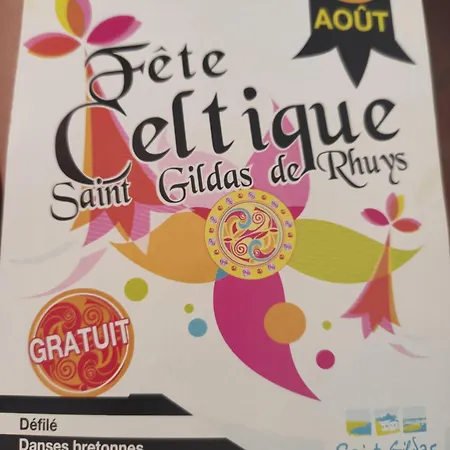 AOÛT
Fête
Celtique
Saint Gildas de Rhuys
GRATUIT
Défilé
Danses bretonnes